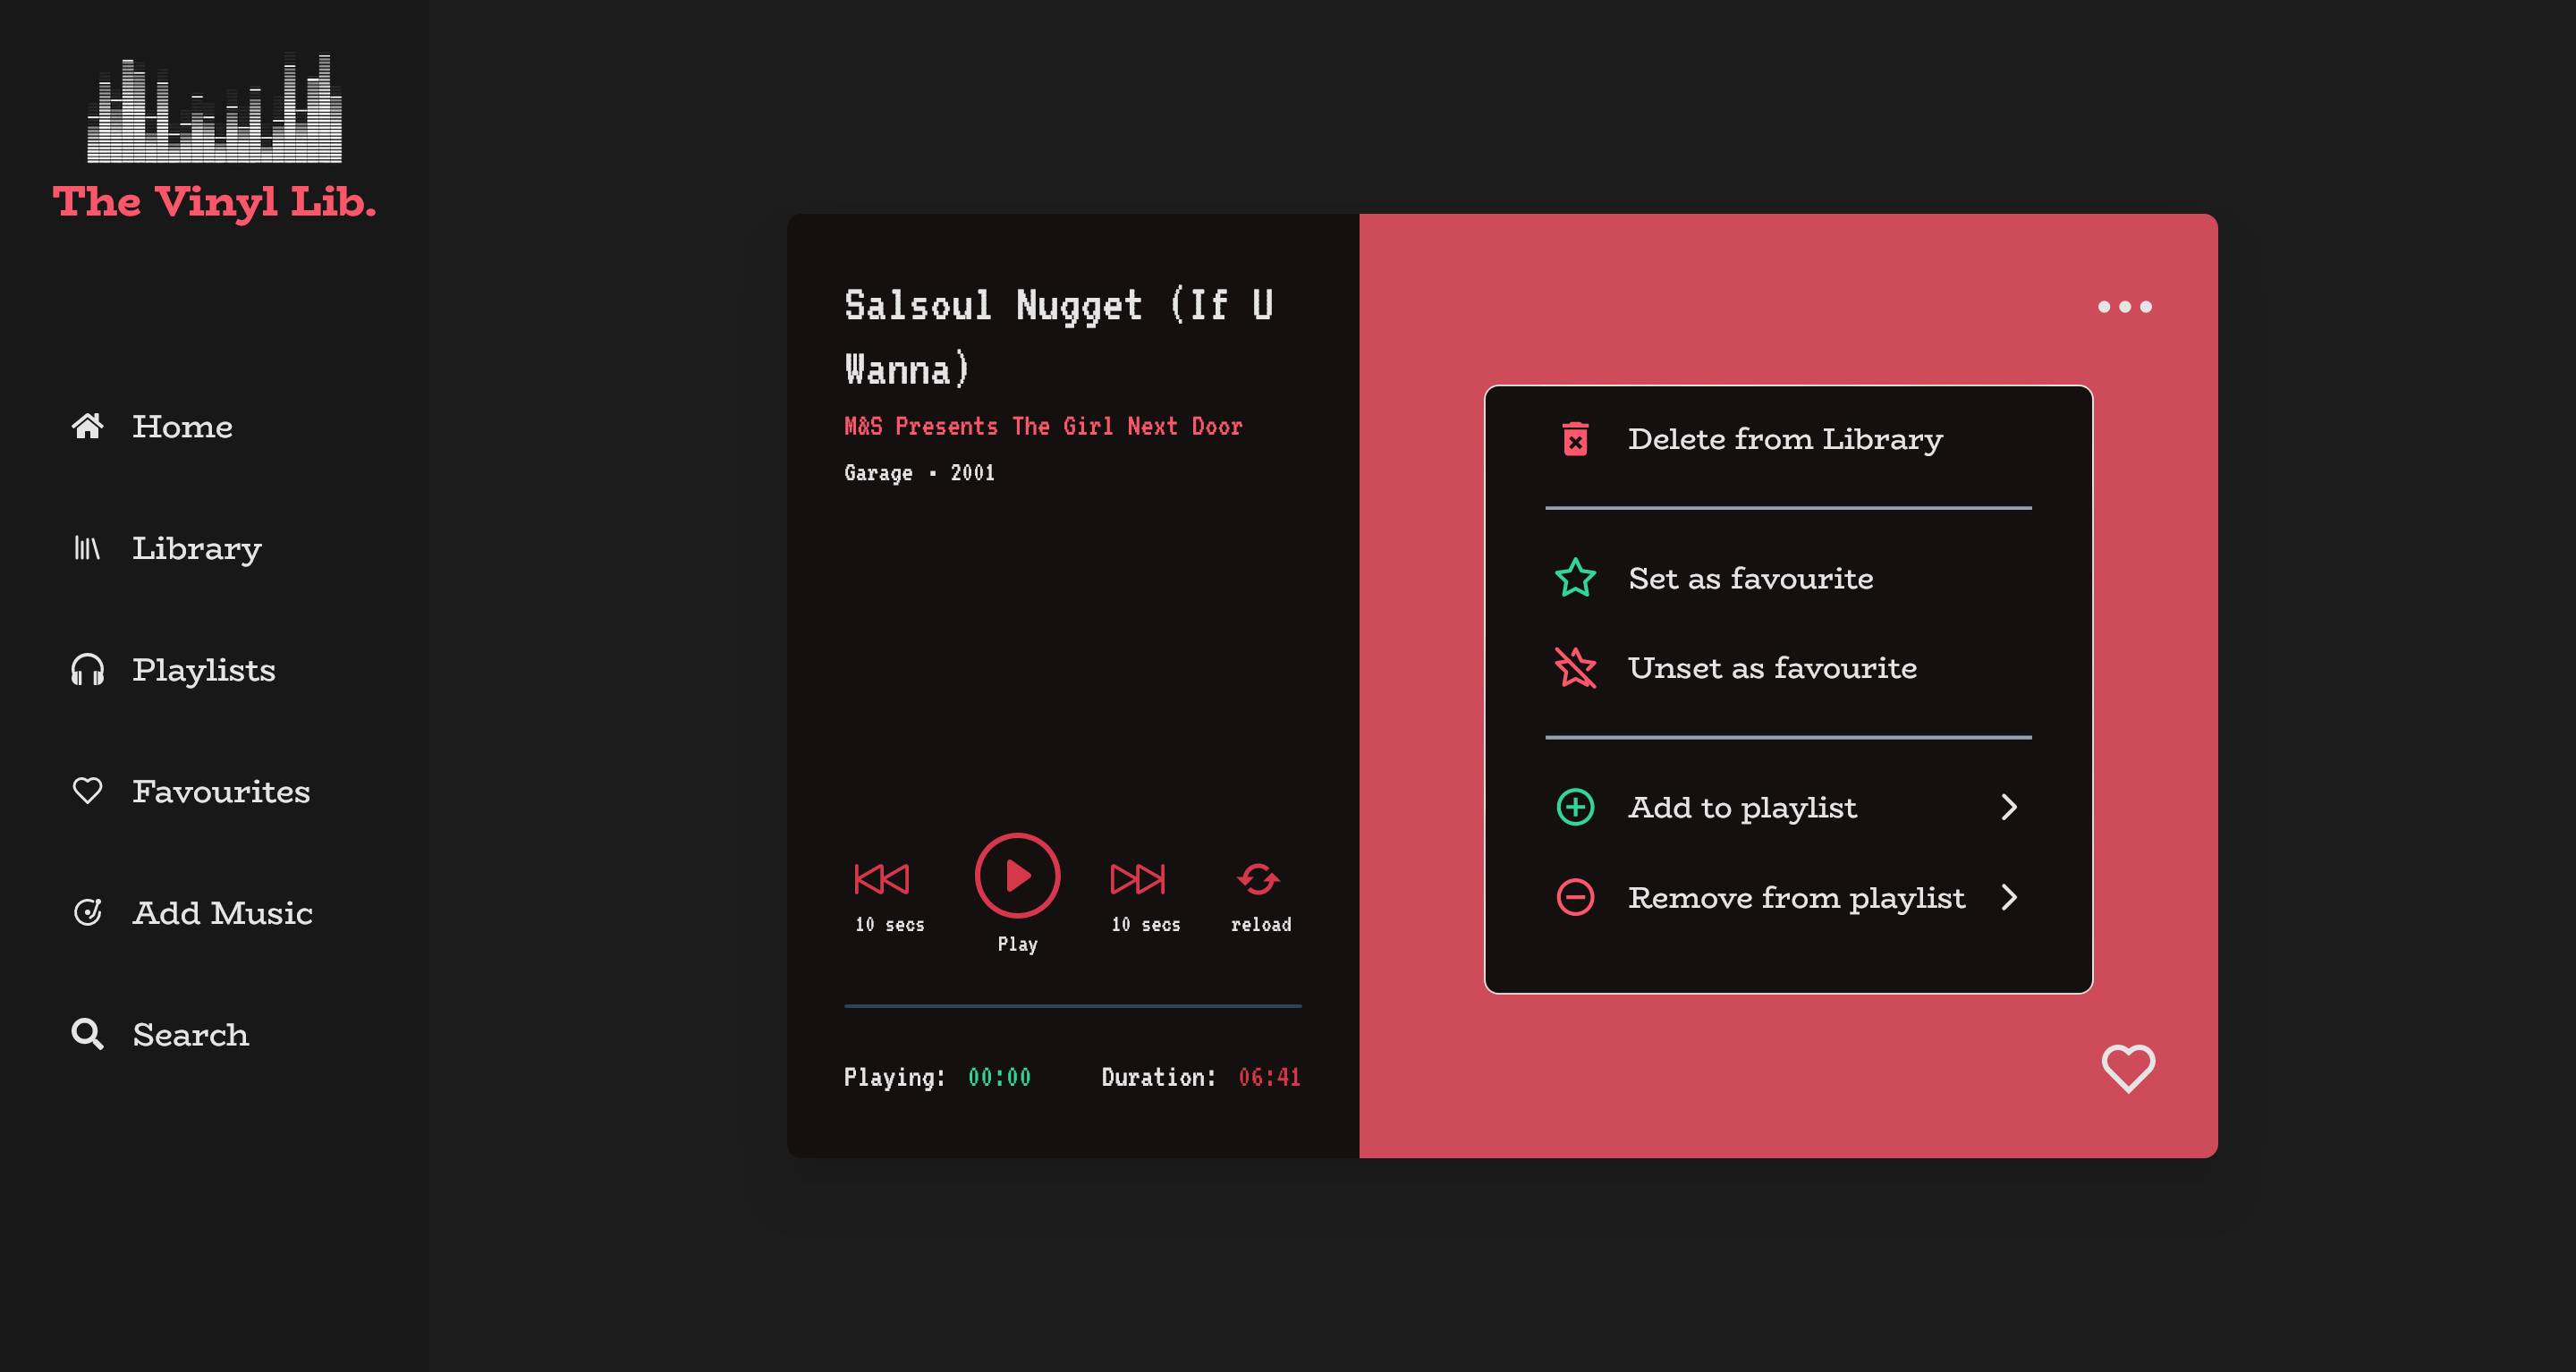 The Vinyl Lib.
Home
Library
Playlists
Favourites
Add Music
Search
Salsoul Nugget (If U
Wanna)
M&S Presents The Girl Next Door
Garage • 2001
10 secs
Play
10 secs
reload
Playing: 00:00
Duration: 06:41
Delete from Library
Set as favourite
Unset as favourite
Add to playlist
Remove from playlist